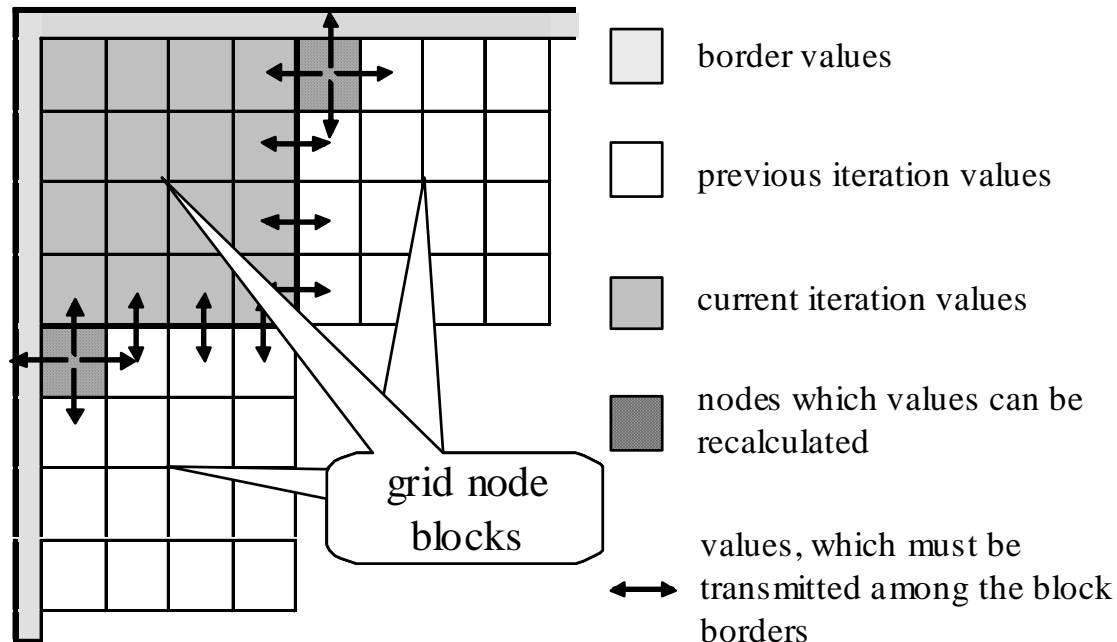 border values
previous iteration values
current iteration values
nodes which values can be
recalculated
grid node
blocks
values, which must be
transmitted among the block
borders